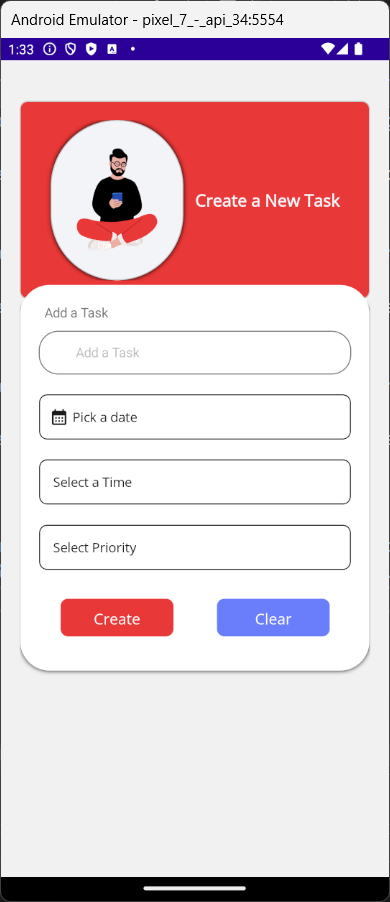 Android Emulator - pixel_7_-_api_34:5554
1:33
Create a New Task
Add a Task
Add a Task
Pick a date
Select a Time
Select Priority
Create
Clear